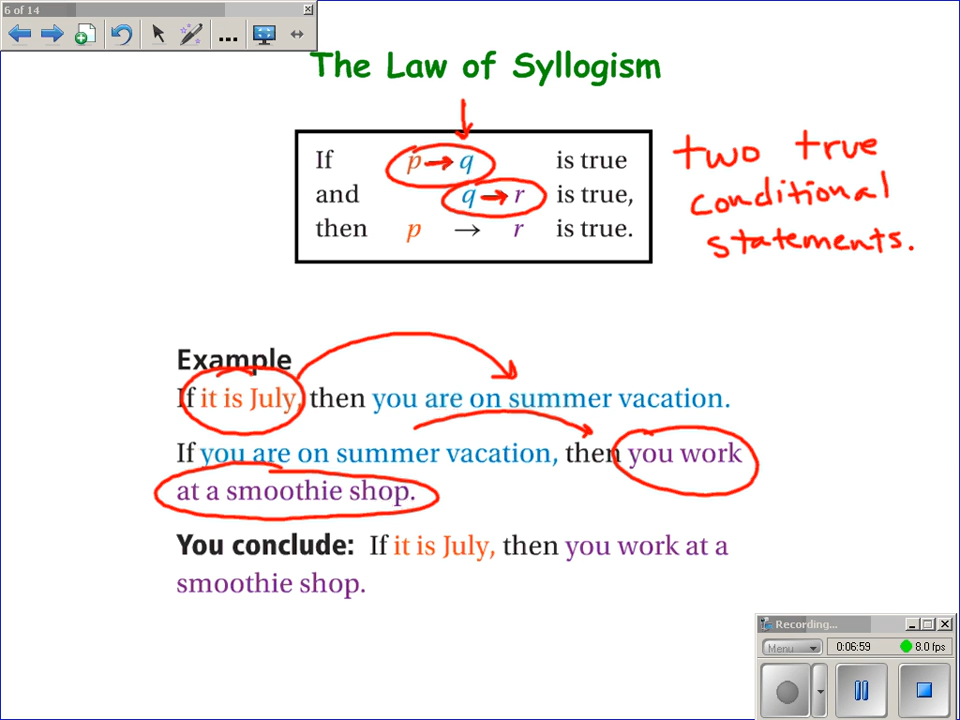 6 of 14
The Law of Syllogism
If p → q is true
and q → r is true,
then p → r is true.
two true
conditional
statements.
Example
If it is July, then you are on summer vacation.
If you are on summer vacation, then you work
at a smoothie shop.
You conclude: If it is July, then you work at a
smoothie shop.
Recording...
Menu 0:06:59 8.0 fps